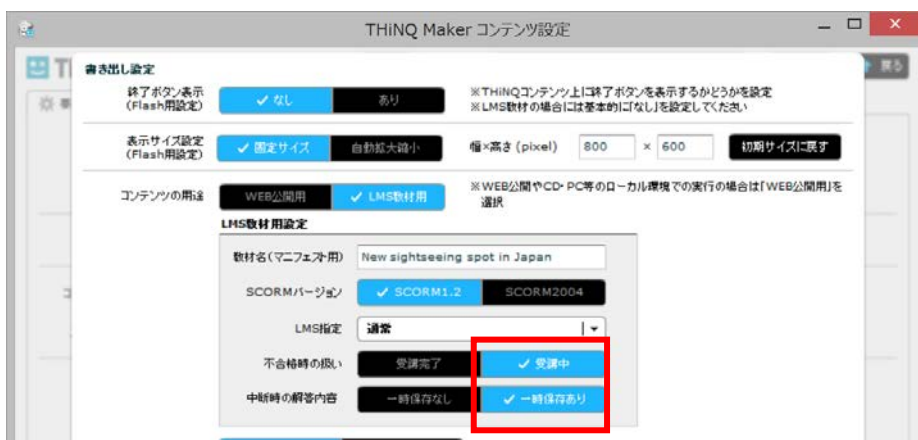 THiNQ Maker コンテンツ設定
戻る
書き出し設定
終了ボタン表示
(Flash用設定)
なし
あり
※THiNQコンテンツ上に終了ボタンを表示するかどうかを設定
※LMS教材の場合には基本的に「なし」を設定してください
表示サイズ設定
(Flash用設定)
固定サイズ
自動拡大縮小
幅×高さ (pixel)
800
×
600
初期サイズに戻す
コンテンツの用途
WEB公開用
LMS教材用
※WEB公開やCD・PC等のローカル環境での実行の場合は「WEB公開用」を
選択
LMS教材用設定
教材名(マニフェスト用)
New sightseeing spot in Japan
SCORMバージョン
SCORM1.2
SCORM2004
LMS指定
通常
不合格時の扱い
受講完了
受講中
中断時の解答内容
一時保存なし
一時保存あり